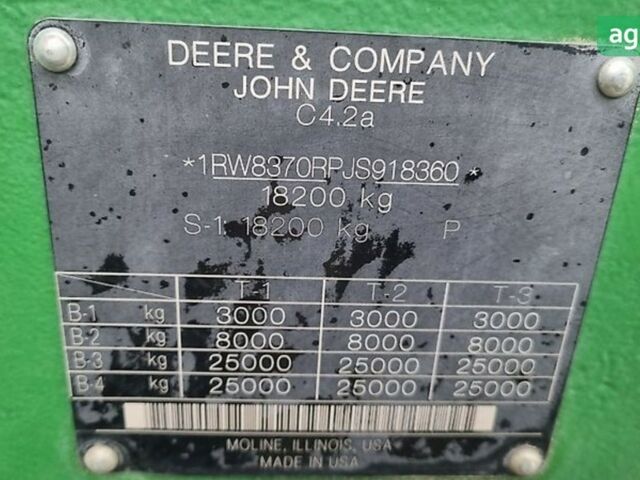 ag
DEERE & COMPANY
JOHN DEERE
C4.2a
*1RW8370RPJS918360*
18200 kg
S-1: 18200 kg P
T-1 T-2 T-3
B-1 kg 3000 3000 3000
B-2 kg 8000 8000 8000
B-3 kg 25000 25000 25000
B-4 kg 25000 25000 25000
MOLINE, ILLINOIS, USA
MADE IN USA